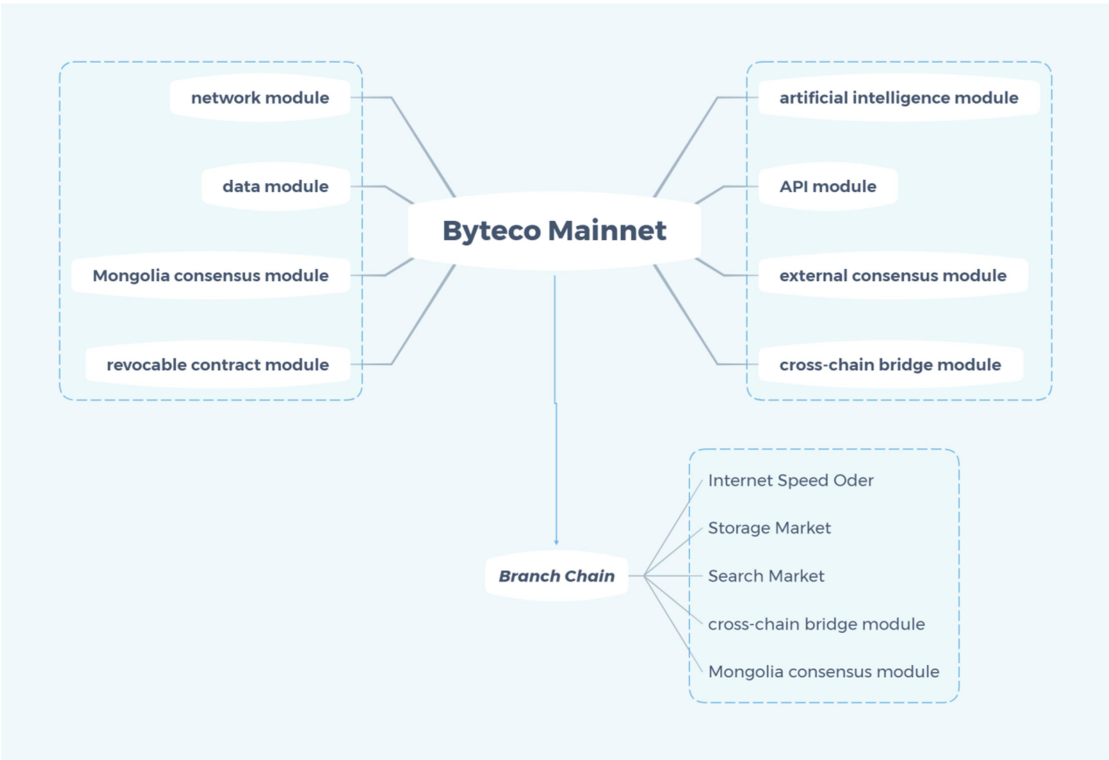 network module
data module
Mongolia consensus module
revocable contract module
Byteco Mainnet
artificial intelligence module
API module
external consensus module
cross-chain bridge module
Branch Chain
Internet Speed Oder
Storage Market
Search Market
cross-chain bridge module
Mongolia consensus module